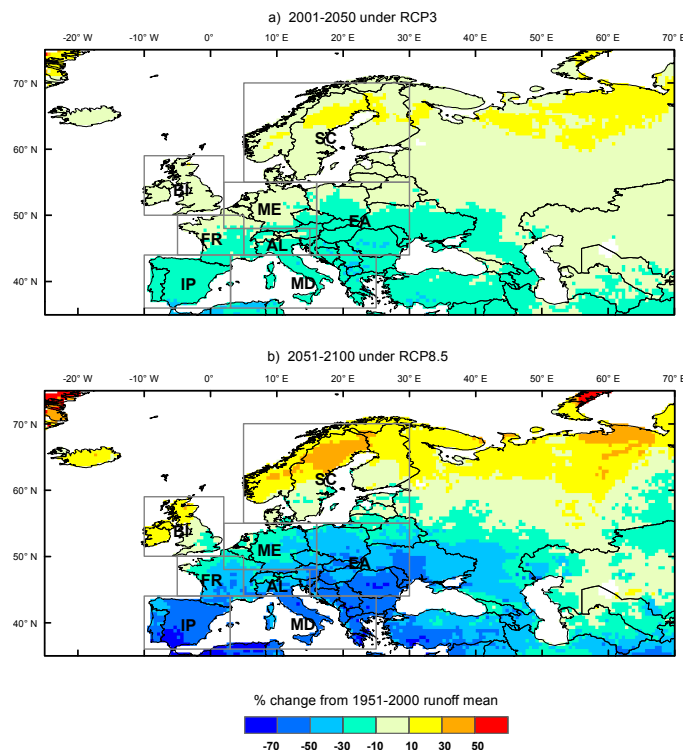 a) 2001-2050 under RCP3
20° W 10° W 0° 10° E 20° E 30° E 40° E 50° E 60° E 70° E
70° N
SC
60° N
BI
ME
50° N
EA
FR
AL
40° N
IP
MD
b) 2051-2100 under RCP8.5
20° W 10° W 0° 10° E 20° E 30° E 40° E 50° E 60° E 70° E
70° N
SC
60° N
BI
ME
50° N
EA
FR
AL
40° N
IP
MD
% change from 1951-2000 runoff mean
-70 -50 -30 -10 10 30 50